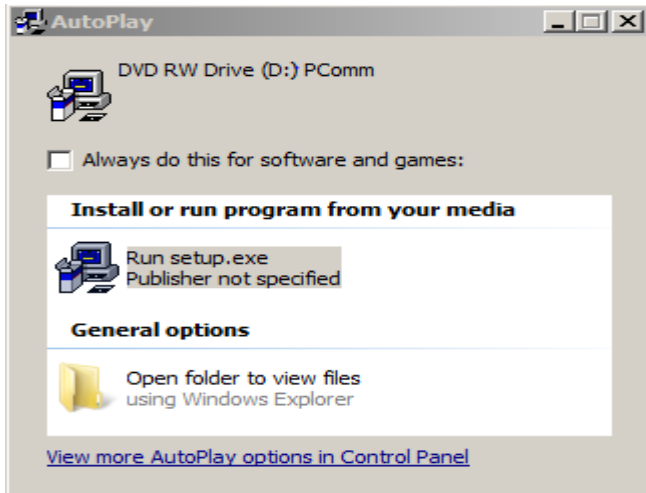 AutoPlay
DVD RW Drive (D:) PComm
Always do this for software and games:
Install or run program from your media
Run setup.exe
Publisher not specified
General options
Open folder to view files
using Windows Explorer
View more AutoPlay options in Control Panel